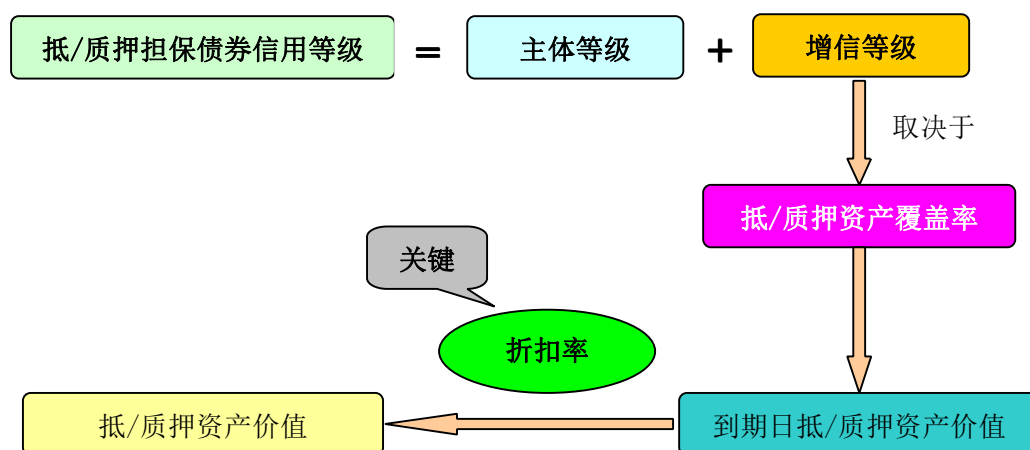 抵/质押担保债券信用等级 = 主体等级 + 增信等级
取决于
抵/质押资产覆盖率
关键
折扣率
抵/质押资产价值
到期日抵/质押资产价值